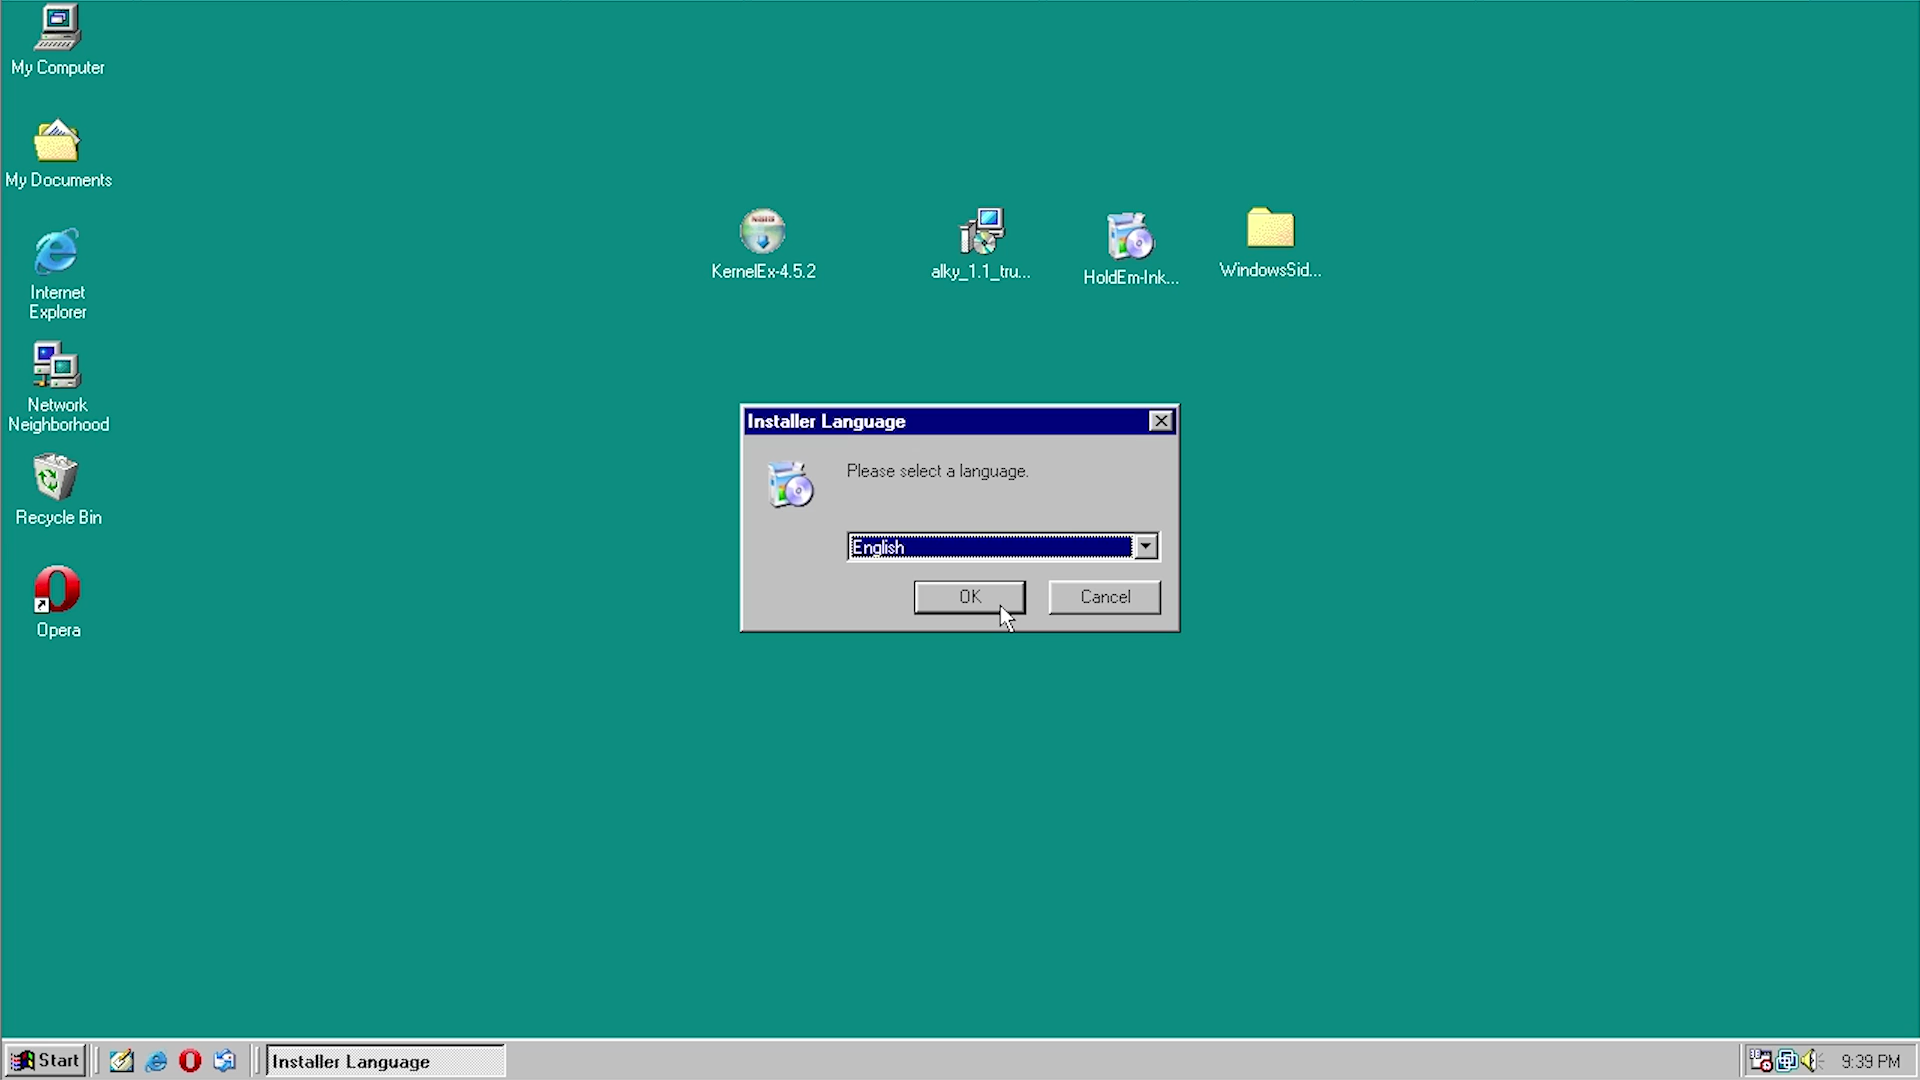 My Computer
My Documents
Internet
Explorer
Network
Neighborhood
Recycle Bin
Opera
KernelEx-4.5.2
alky_1.1_tru...
HoldEm-Ink...
WindowsSid...
Installer Language
Please select a language.
English
OK
Cancel
Start
Installer Language
9:39 PM